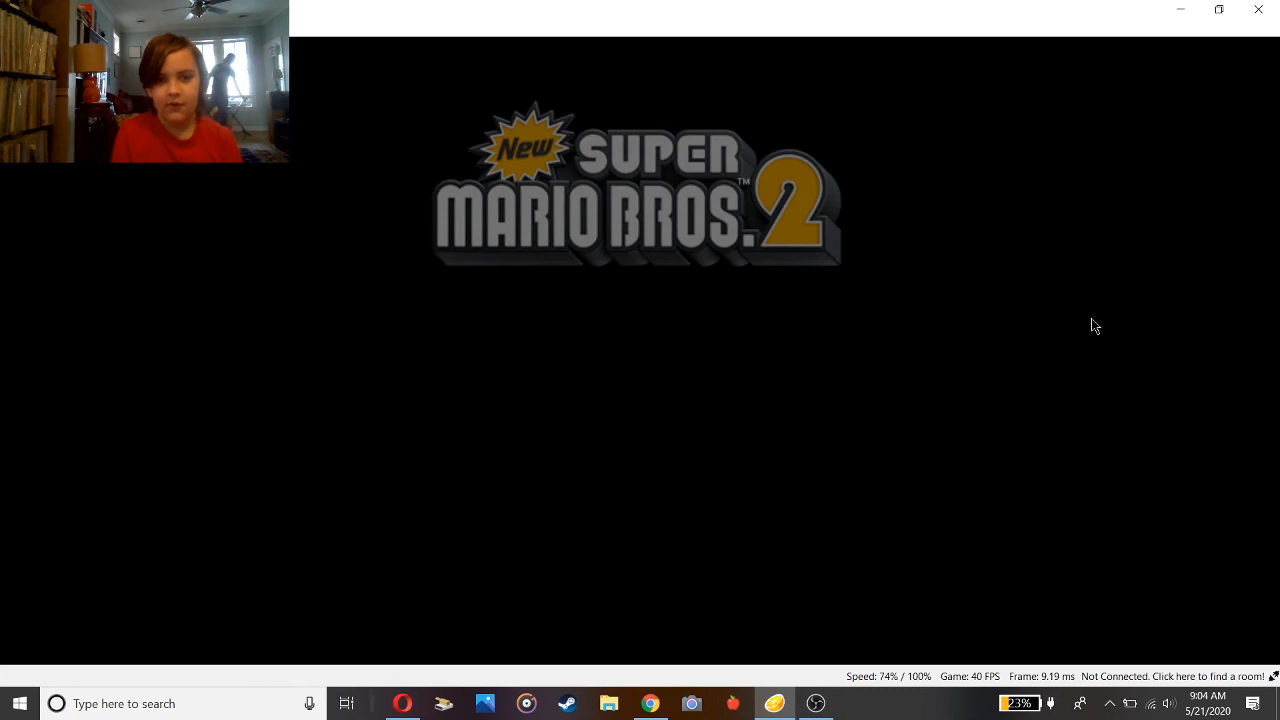 New SUPER
MARIO BROS.™ 2
Speed: 74% / 100% Game: 40 FPS Frame: 9.19 ms Not Connected. Click here to find a room!
Type here to search
23%
9:04 AM
5/21/2020